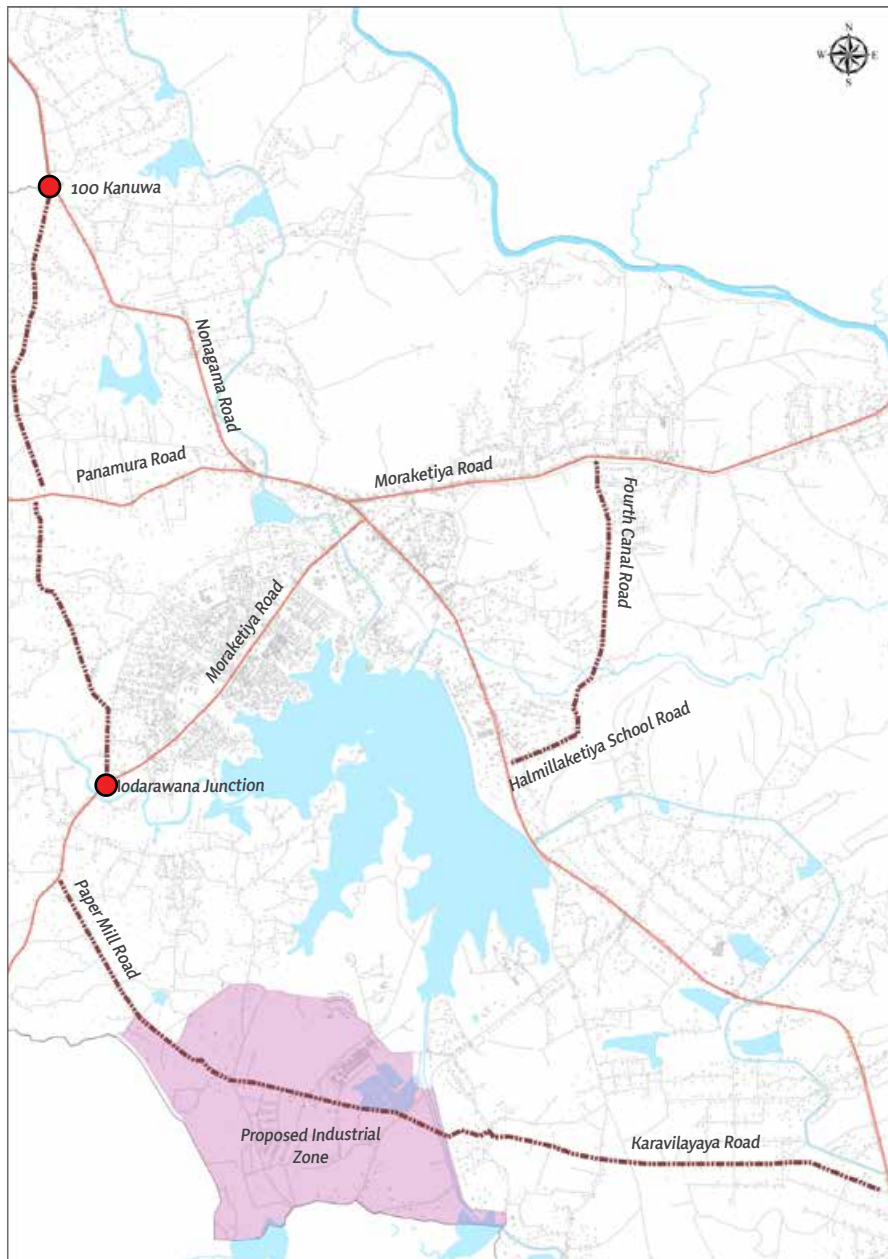 N
W E
S
100 Kanuwa
Nonagama Road
Panamura Road
Moraketiya Road
Fourth Canal Road
Moraketiya Road
Halmillaketiya School Road
lodarawana Junction
Paper Mill Road
Proposed Industrial
Zone
Karavilayaya Road